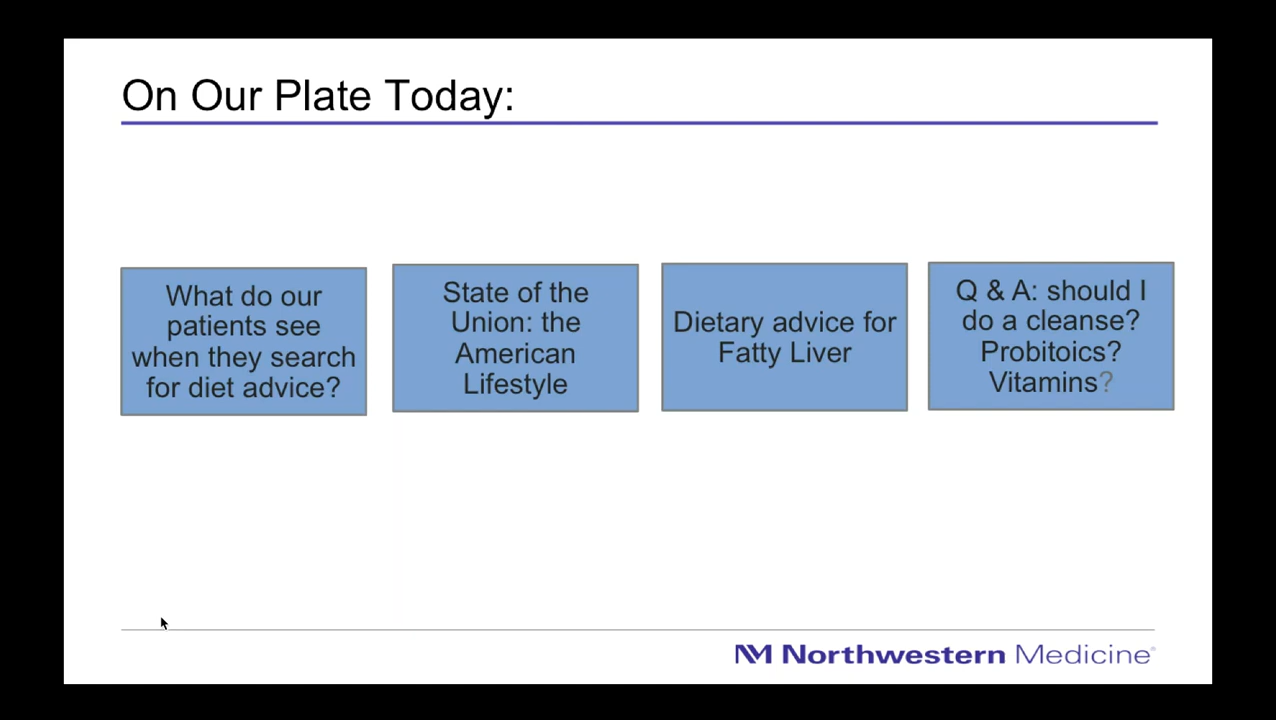 On Our Plate Today:
What do our
patients see
when they search
for diet advice?
State of the
Union: the
American
Lifestyle
Dietary advice for
Fatty Liver
Q & A: should I
do a cleanse?
Probitoics?
Vitamins?
NM Northwestern Medicine®